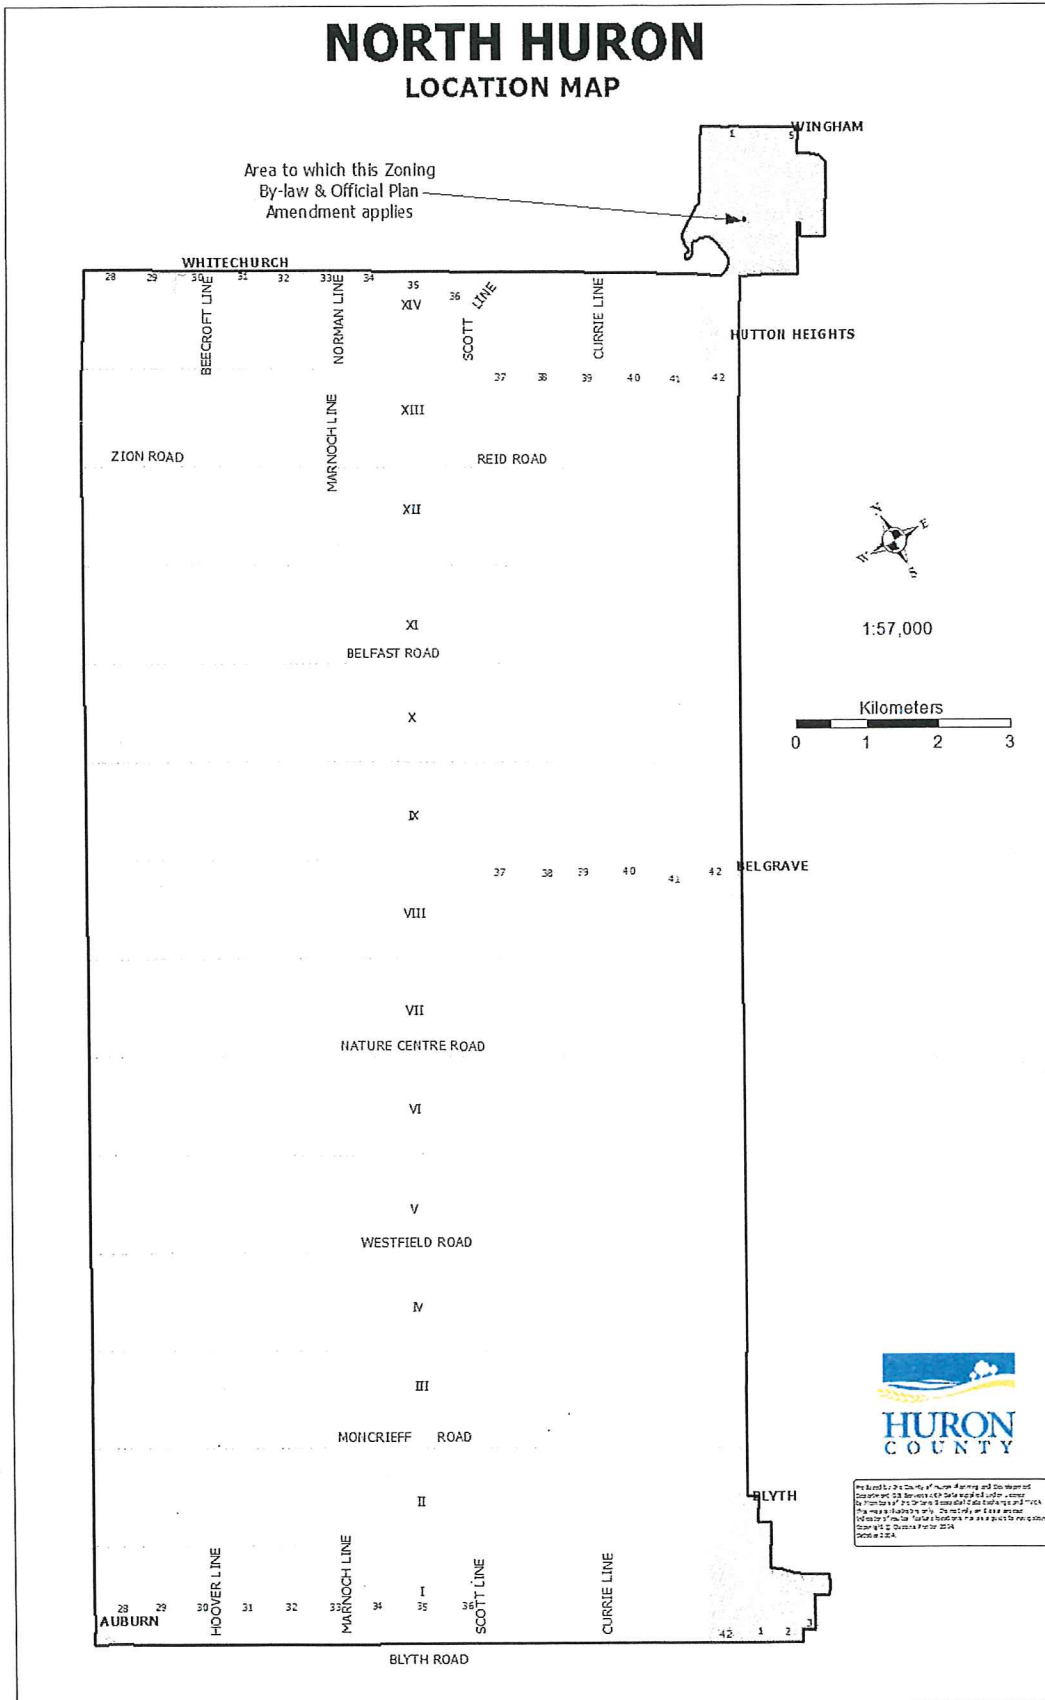 NORTH HURON
LOCATION MAP
WINGHAM
1 5
Area to which this Zoning
By-law & Official Plan
Amendment applies
WHITECHURCH
28 29 30 31 32 33 34 35 36
XIV
BEECROFT LINE
NORMAN LINE
SCOTT LINE
CURRIE LINE
HUTTON HEIGHTS
37 38 39 40 41 42
XIII
MARNOCH LINE
ZION ROAD
REID ROAD
XII
N
E
W
S
1:57,000
XI
BELFAST ROAD
Kilometers
0 1 2 3
X
IX
37 38 39 40 41 42
BELGRAVE
VIII
VII
NATURE CENTRE ROAD
VI
V
WESTFIELD ROAD
IV
III
MONCRIEFF ROAD
HURON
COUNTY
II
BLYTH
HOOVER LINE
MARNOCH LINE
SCOTT LINE
CURRIE LINE
I
28 29 30 31 32 33 34 35 36
AUBURN
42 1 2 3
BLYTH ROAD